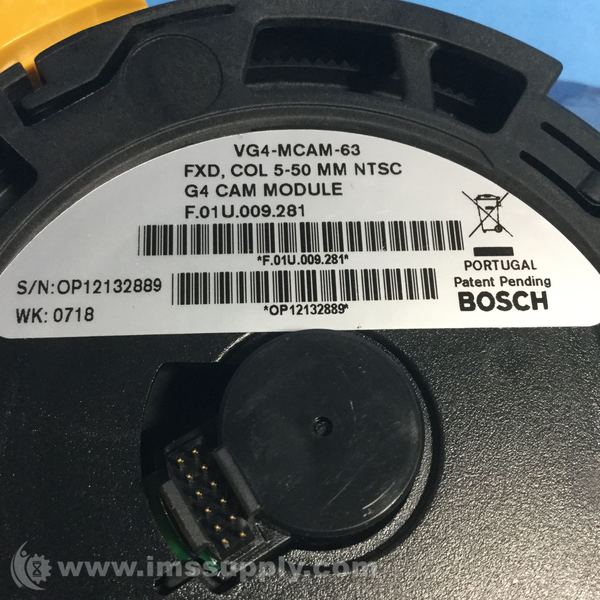 VG4-MCAM-63
FXD, COL 5-50 MM NTSC
G4 CAM MODULE
F.01U.009.281
*F.01U.009.281*
S/N:OP12132889
*OP12132889*
WK: 0718
PORTUGAL
Patent Pending
BOSCH
www.imssupply.com